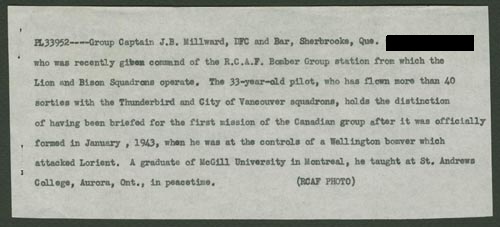 PL33952----Group Captain J.B. Millward, DFC and Bar, Sherbrooke, Que.
who was recently given command of the R.C.A.F. Bomber Group station from which the
Lion and Bison Squadrons operate. The 33-year-old pilot, who has flown more than 40
sorties with the Thunderbird and City of Vancouver squadrons, holds the distinction
of having been briefed for the first mission of the Canadian group after it was officially
formed in January , 1943, when he was at the controls of a Wellington bomver which
attacked Lorient. A graduate of McGill University in Montreal, he taught at St. Andrews
College, Aurora, Ont., in peacetime. (RCAF PHOTO)